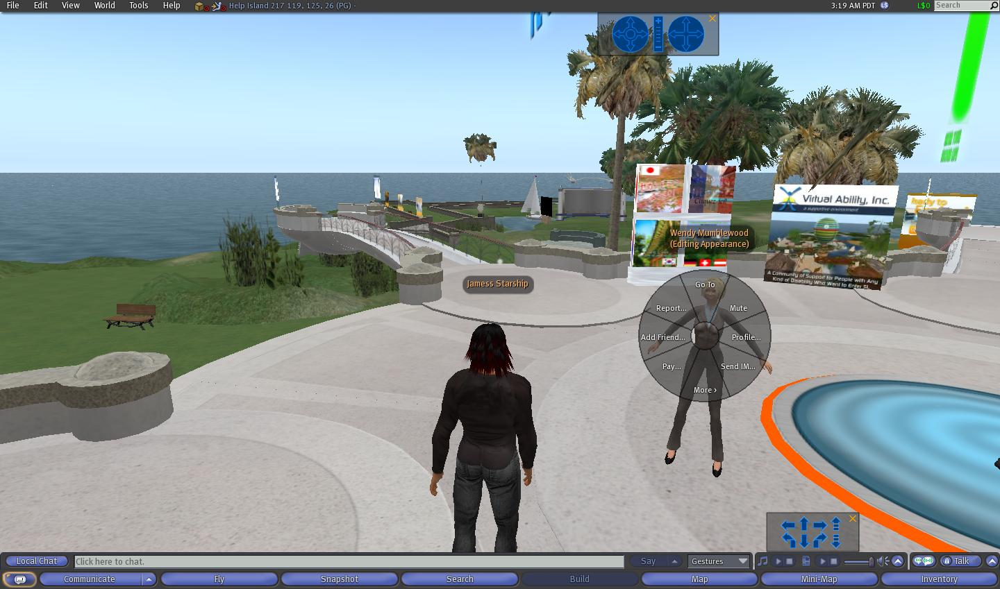 File Edit View World Tools Help Help Island 217 119, 125, 26 (PG) - 3:19 AM PDT L$ L$0 Search
Virtual Ability, Inc.
a supportive environment
Ready to
Wendy Mumblewood
(Editing Appearance)
A Community of Support for People with Any
Kind of Disability Who Want to Enter SL
Jamess Starship
Go To
Report... Mute
Add Friend... Profile...
Pay... Send IM...
More ›
Local Chat Click here to chat. Say Gestures Talk
Communicate Fly Snapshot Search Build Map Mini-Map Inventory